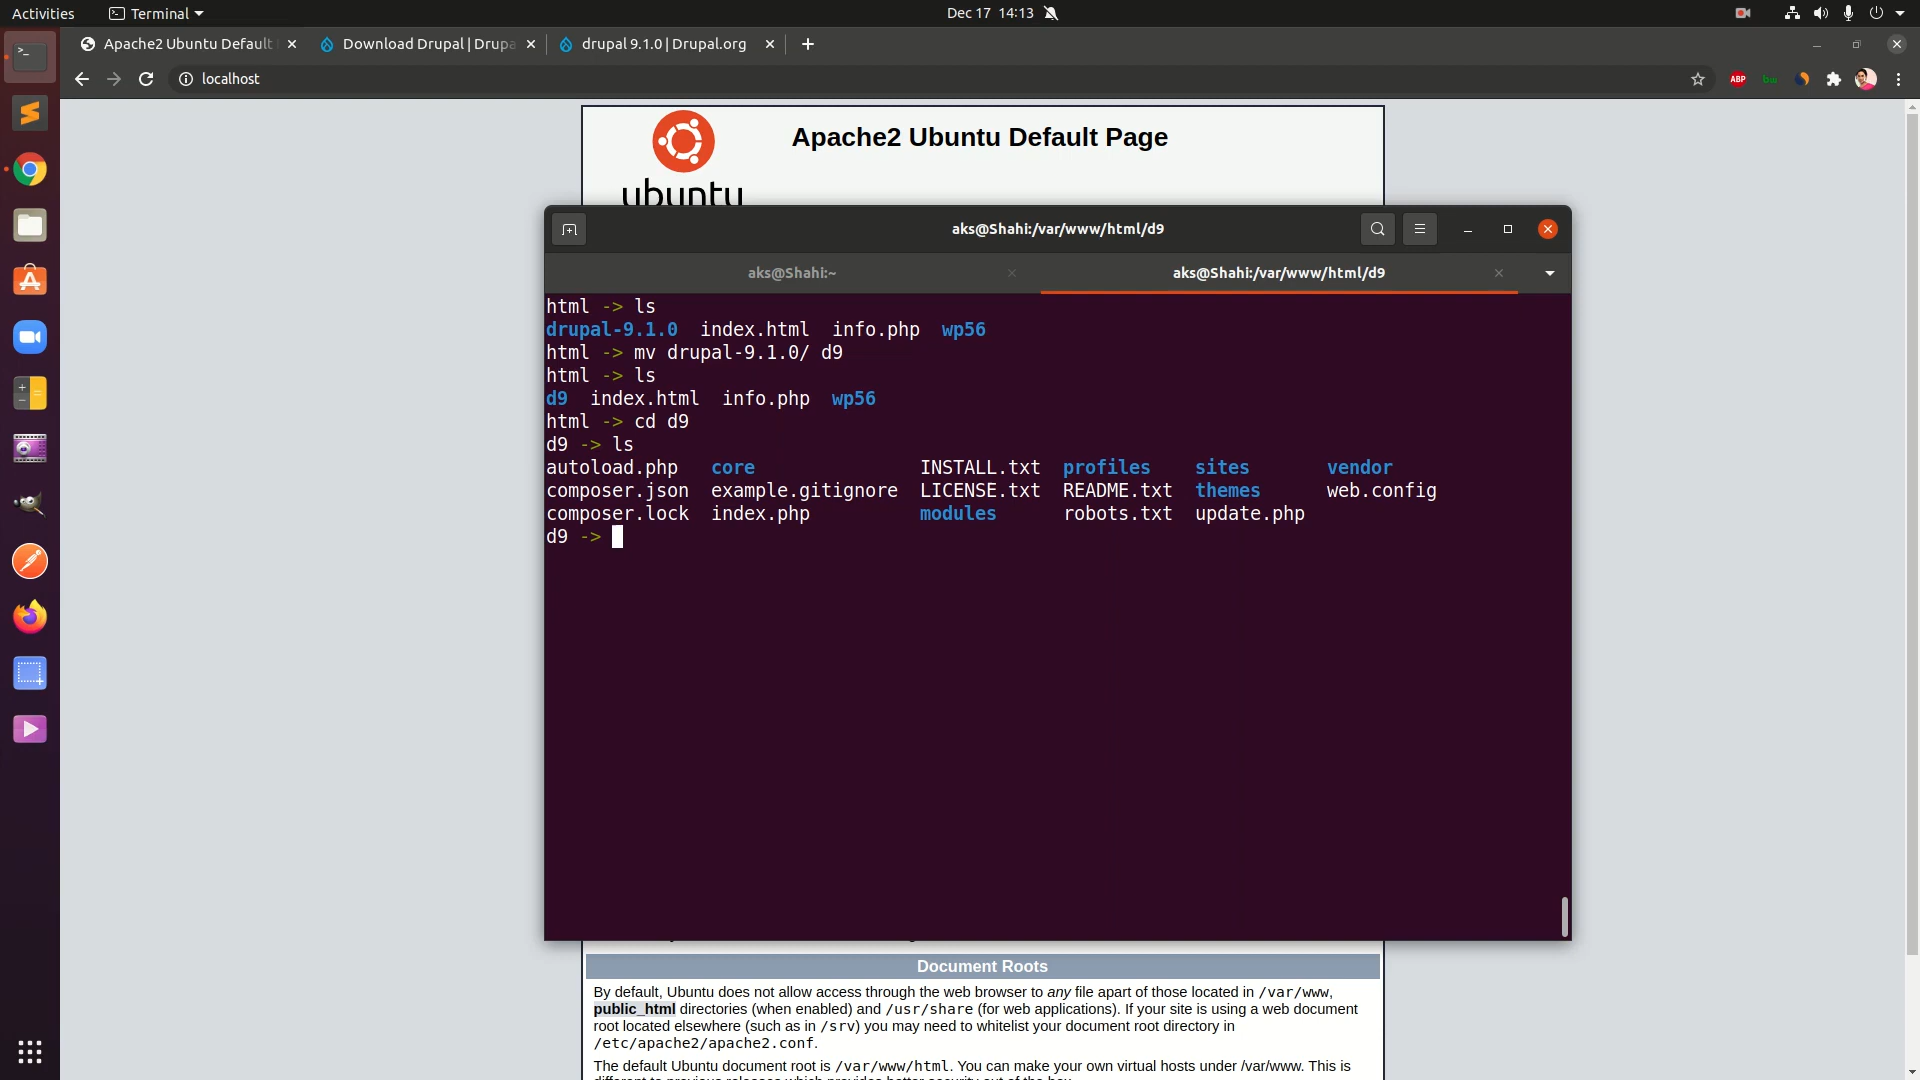 Activities Terminal Dec 17 14:13
Apache2 Ubuntu Default Download Drupal | Drupa drupal 9.1.0 | Drupal.org
localhost ABP
Apache2 Ubuntu Default Page
ubuntu
aks@Shahi:/var/www/html/d9
aks@Shahi:~ aks@Shahi:/var/www/html/d9
html -> ls
drupal-9.1.0 index.html info.php wp56
html -> mv drupal-9.1.0/ d9
html -> ls
d9 index.html info.php wp56
html -> cd d9
d9 -> ls
autoload.php core INSTALL.txt profiles sites vendor
composer.json example.gitignore LICENSE.txt README.txt themes web.config
composer.lock index.php modules robots.txt update.php
d9 ->
Document Roots
By default, Ubuntu does not allow access through the web browser to any file apart of those located in /var/www,
public_html directories (when enabled) and /usr/share (for web applications). If your site is using a web document
root located elsewhere (such as in /srv) you may need to whitelist your document root directory in
/etc/apache2/apache2.conf.
The default Ubuntu document root is /var/www/html. You can make your own virtual hosts under /var/www. This is